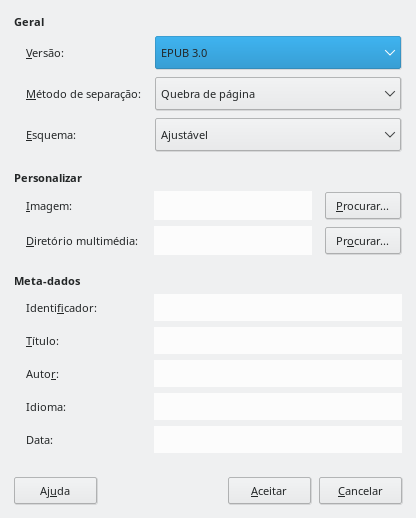 Geral
Versão: EPUB 3.0
Método de separação: Quebra de página
Esquema: Ajustável
Personalizar
Imagem: Procurar...
Diretório multimédia: Procurar...
Meta-dados
Identificador:
Título:
Autor:
Idioma:
Data:
Ajuda Aceitar Cancelar